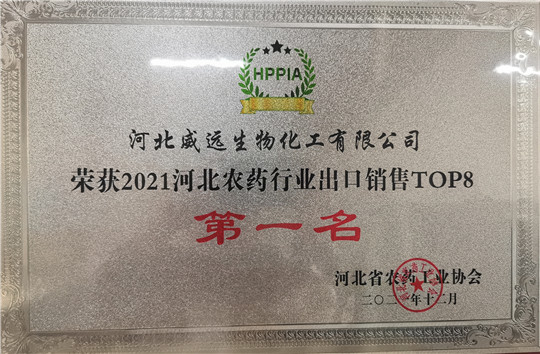 HPPIA
河北威远生物化工有限公司
荣获2021河北农药行业出口销售TOP8
第一名
河北省农药工业协会
二〇二一年十二月